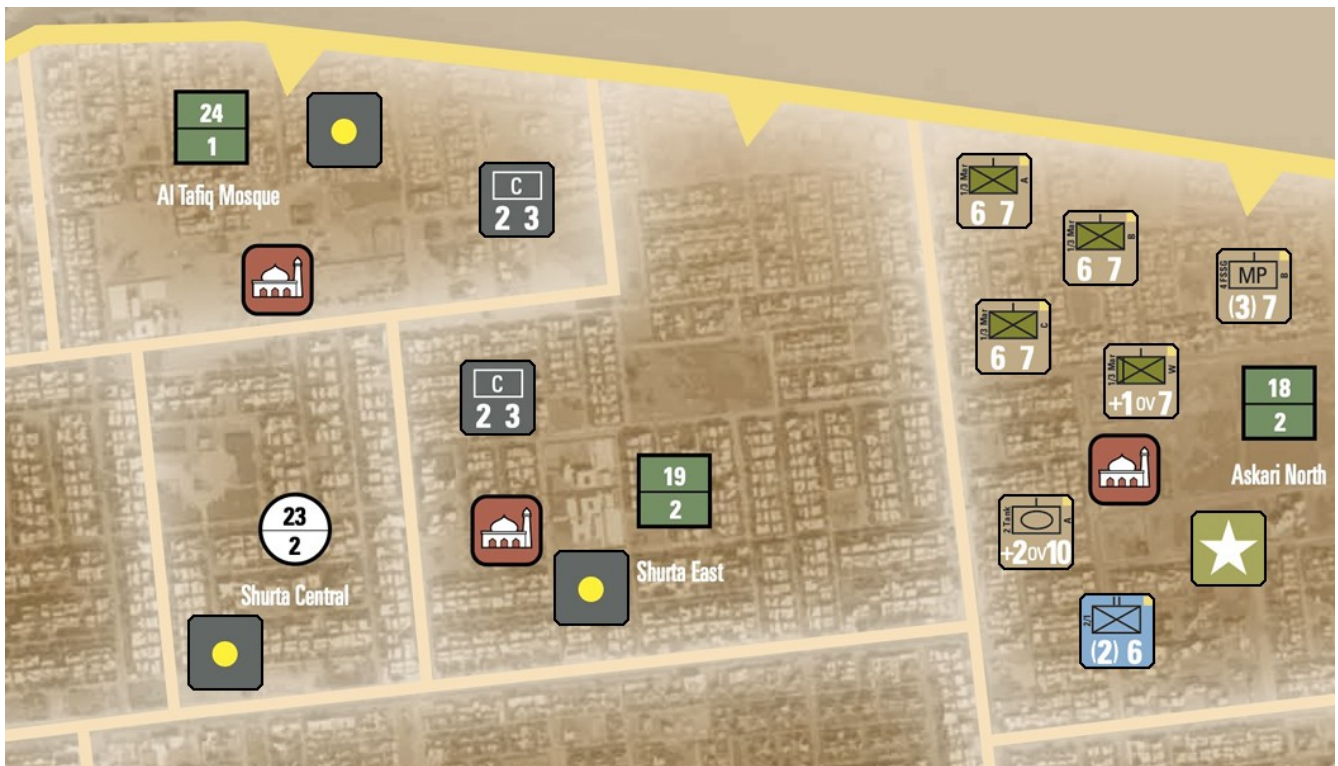 24
1
Al Tafiq Mosque
C
2 3
C
2 3
23
2
Shurta Central
19
2
Shurta East
1/3 Mar
A
6 7
1/3 Mar
B
6 7
4 FSSG
MP
B
(3) 7
1/3 Mar
C
6 7
1/3 Mar
W
+1 OV 7
18
2
Askari North
2 Tank
A
+2 OV 10
2/1
(2) 6